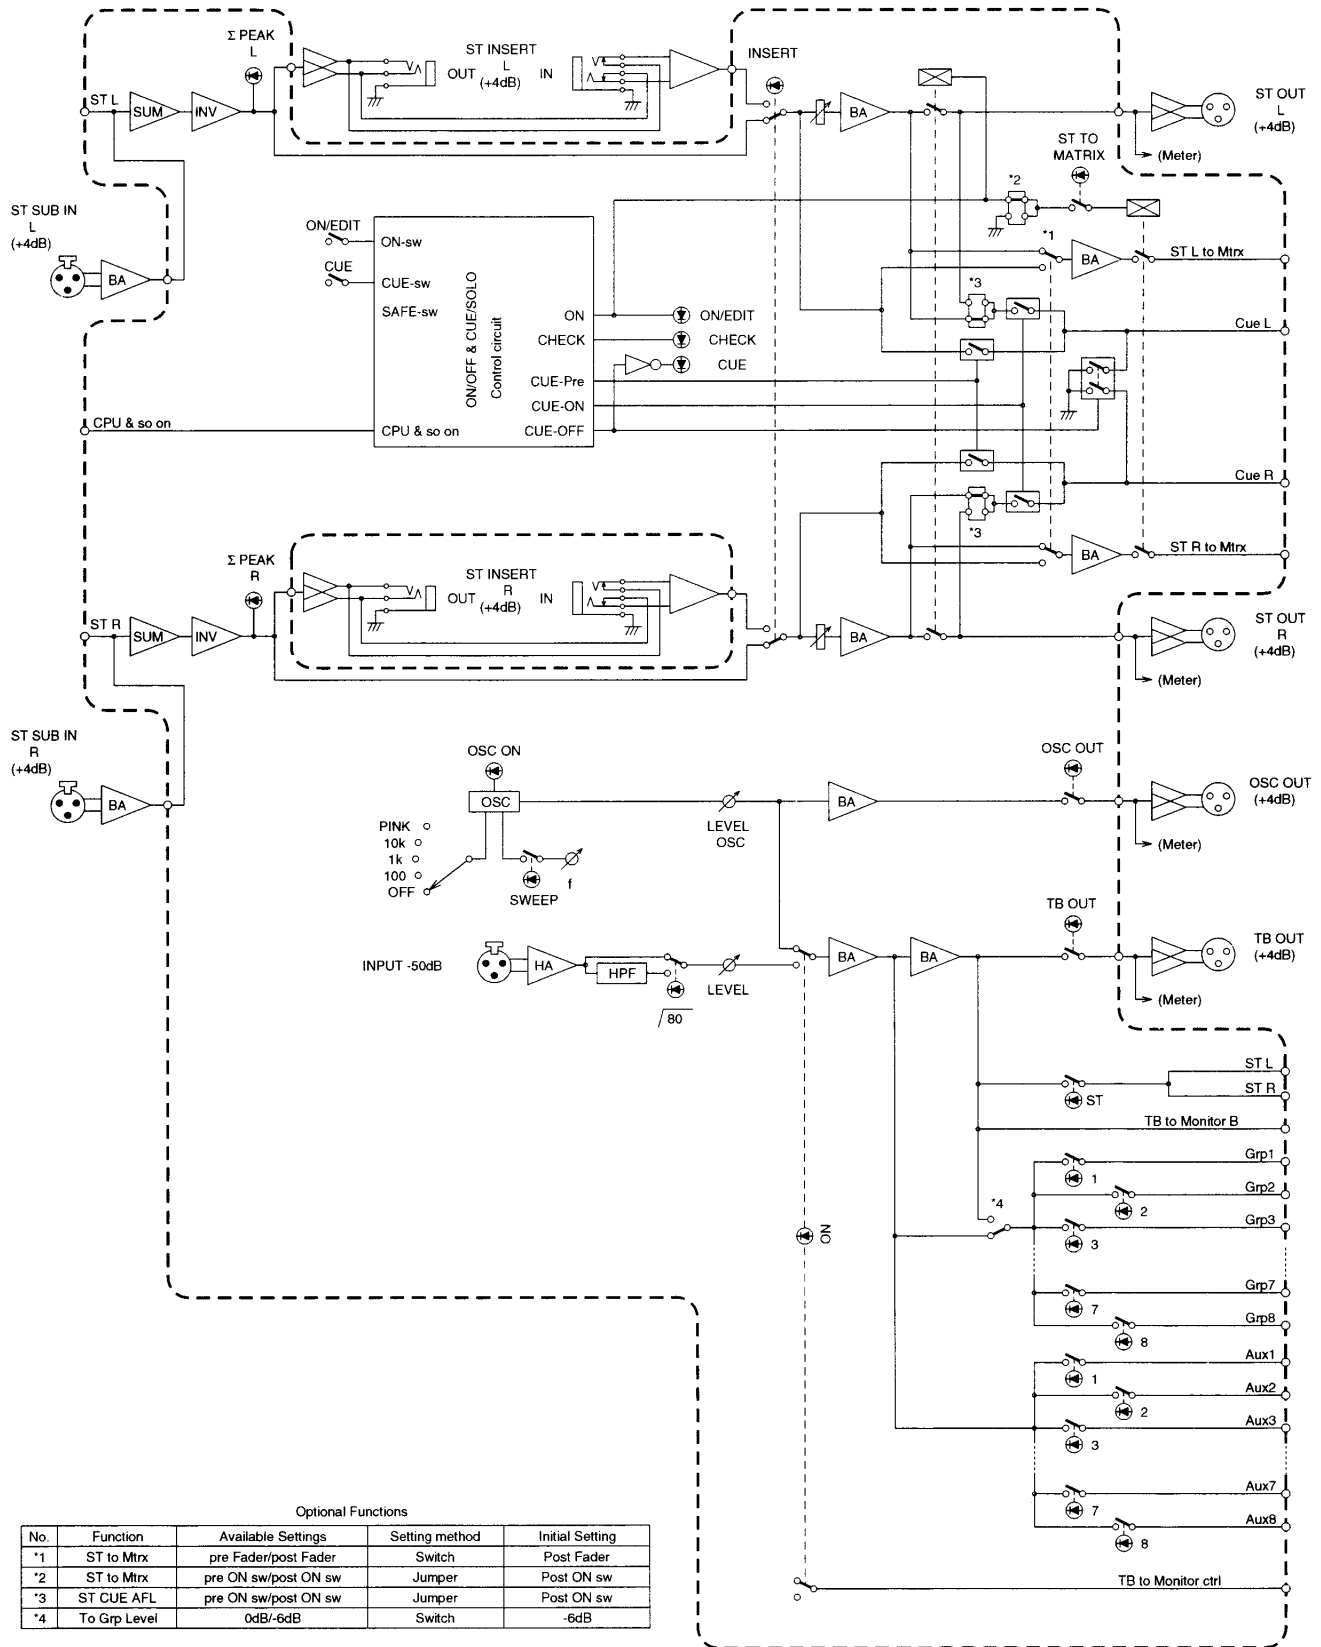 Σ PEAK
L
ST INSERT
L
(+4dB)
OUT
IN
INSERT
ST L
SUM
INV
BA
ST OUT
L
(+4dB)
(Meter)
ST TO
MATRIX
*2
ST SUB IN
L
(+4dB)
BA
ON/EDIT
CUE
ON-sw
CUE-sw
SAFE-sw
ON/OFF & CUE/SOLO
Control circuit
ON
CHECK
CUE-Pre
CUE-ON
CUE-OFF
CPU & so on
CPU & so on
ON/EDIT
CHECK
CUE
*1
BA
ST L to Mtrx
*3
Cue L
Cue R
*3
BA
ST R to Mtrx
Σ PEAK
R
ST INSERT
R
(+4dB)
OUT
IN
ST R
SUM
INV
BA
ST OUT
R
(+4dB)
(Meter)
ST SUB IN
R
(+4dB)
BA
OSC ON
OSC
PINK
10k
1k
100
OFF
SWEEP
f
LEVEL
OSC
BA
OSC OUT
OSC OUT
(+4dB)
(Meter)
INPUT -50dB
HA
HPF
/80
LEVEL
BA
BA
TB OUT
TB OUT
(+4dB)
(Meter)
ST
ST L
ST R
TB to Monitor B
*4
ON
1
Grp1
2
Grp2
3
Grp3
7
Grp7
8
Grp8
1
Aux1
2
Aux2
3
Aux3
7
Aux7
8
Aux8
TB to Monitor ctrl
Optional Functions
No. Function Available Settings Setting method Initial Setting
*1 ST to Mtrx pre Fader/post Fader Switch Post Fader
*2 ST to Mtrx pre ON sw/post ON sw Jumper Post ON sw
*3 ST CUE AFL pre ON sw/post ON sw Jumper Post ON sw
*4 To Grp Level 0dB/-6dB Switch -6dB